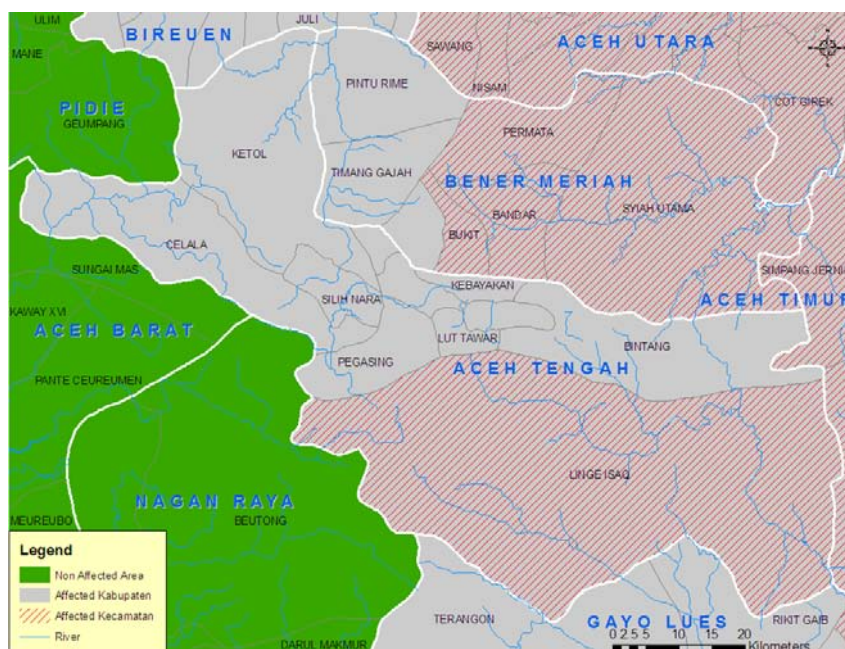 ULIM
JULI
BIREUEN
SAWANG
ACEH UTARA
MANE
NISAM
PINTU RIME
PIDIE
GEUMPANG
COT GIREK
PERMATA
KETOL
TIMANG GAJAH
BENER MERIAH
BANDAR
SYIAH UTAMA
BUKIT
CELALA
SUNGAI MAS
SIMPANG JERNI
KEBAYAKAN
SILIH NARA
ACEH TIMUR
KAWAY XVI
ACEH BARAT
LUT TAWAR
BINTANG
PEGASING
ACEH TENGAH
PANTE CEUREUMEN
LINGE ISAQ
NAGAN RAYA
MEUREUBO
BEUTONG
Legend
Non Affected Area
Affected Kabupaten
Affected Kecamatan
River
TERANGON
GAYO LUES
RIKIT GAIB
DARUL MAKMUR
0 2.5 5 10 15 20
Kilometers